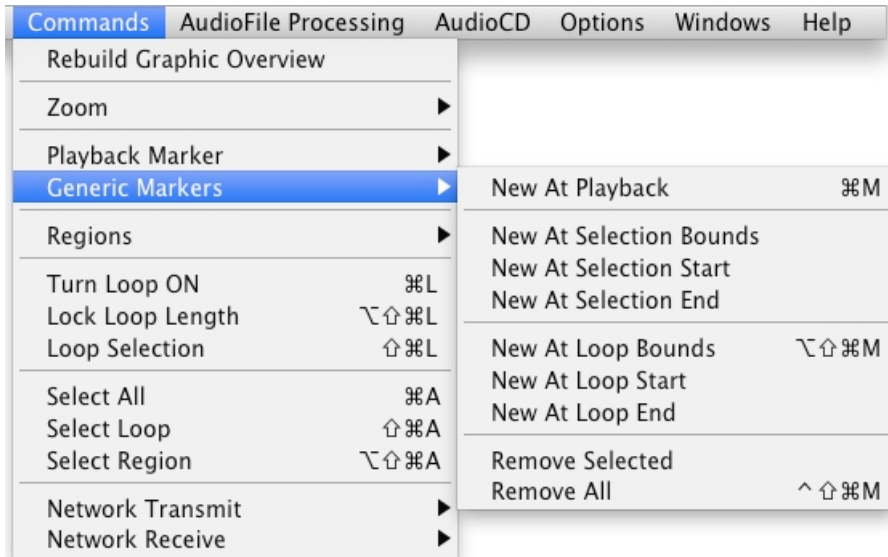 Commands AudioFile Processing AudioCD Options Windows Help
Rebuild Graphic Overview
Zoom ▶
Playback Marker ▶
Generic Markers ▶
Regions ▶
Turn Loop ON ⌘L
Lock Loop Length ⌥⇧⌘L
Loop Selection ⇧⌘L
Select All ⌘A
Select Loop ⇧⌘A
Select Region ⌥⇧⌘A
Network Transmit ▶
Network Receive ▶
New At Playback ⌘M
New At Selection Bounds
New At Selection Start
New At Selection End
New At Loop Bounds ⌥⇧⌘M
New At Loop Start
New At Loop End
Remove Selected
Remove All ^⇧⌘M